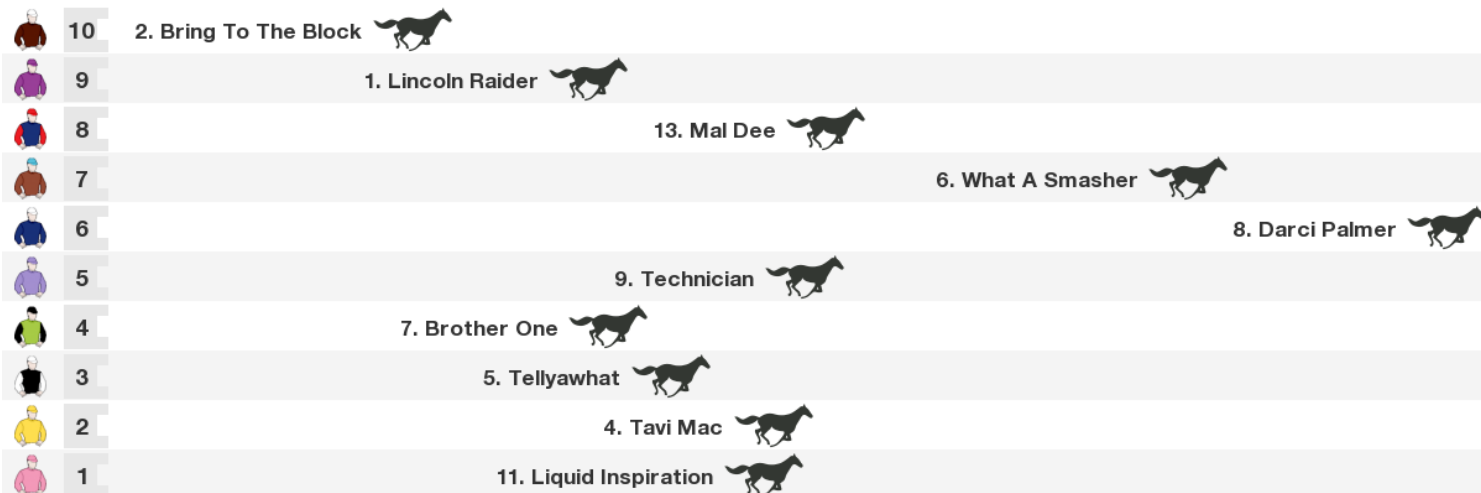 10 2. Bring To The Block
9 1. Lincoln Raider
8 13. Mal Dee
7 6. What A Smasher
6 8. Darci Palmer
5 9. Technician
4 7. Brother One
3 5. Tellyawhat
2 4. Tavi Mac
1 11. Liquid Inspiration